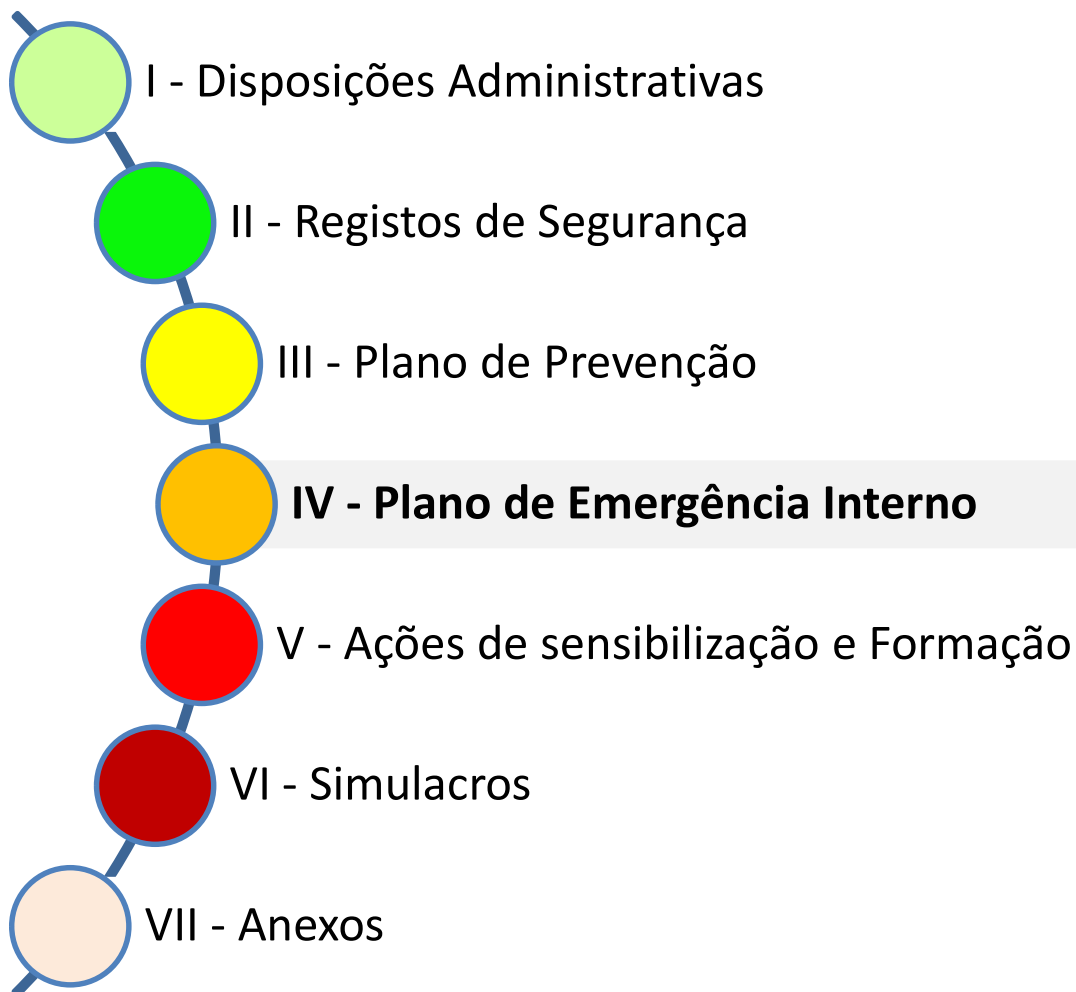 I - Disposições Administrativas
II - Registos de Segurança
III - Plano de Prevenção
IV - Plano de Emergência Interno
V - Ações de sensibilização e Formação
VI - Simulacros
VII - Anexos